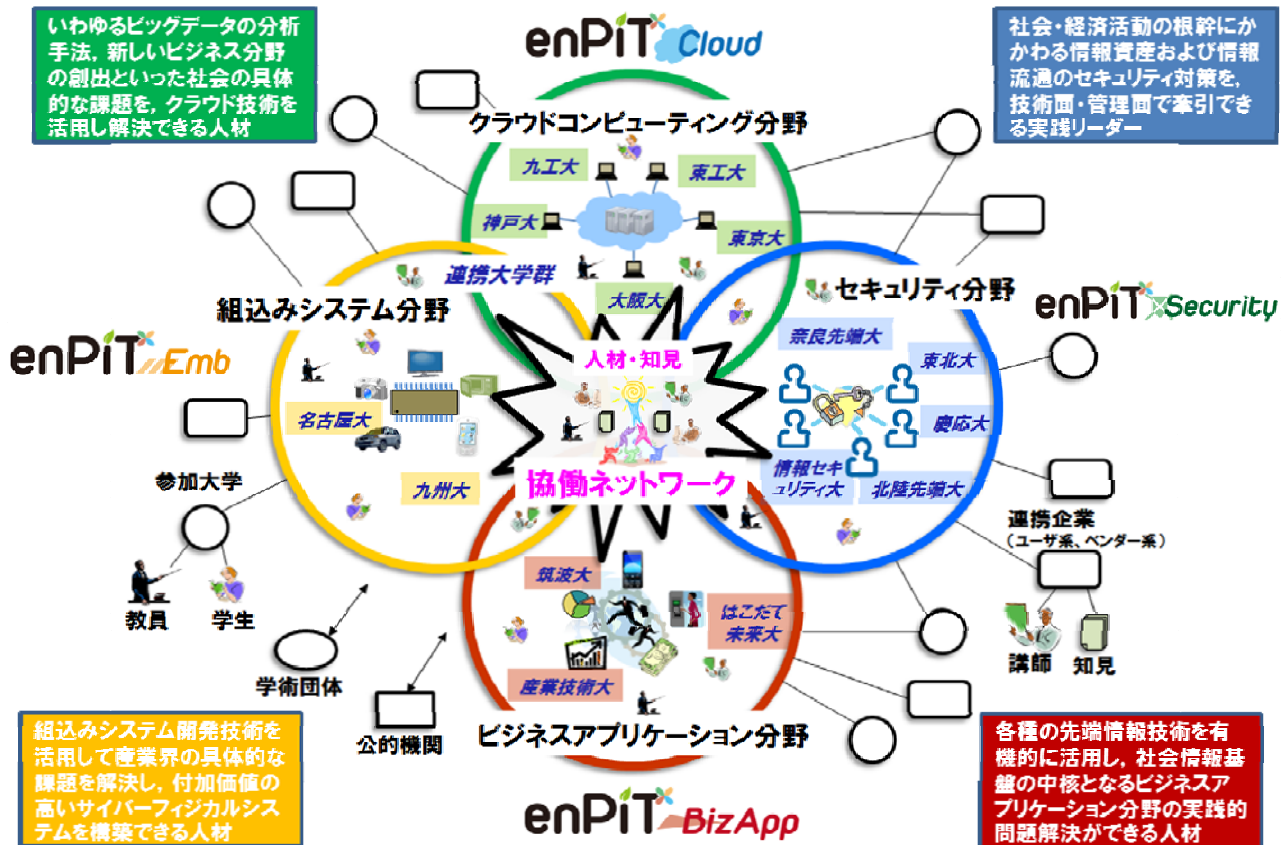 いわゆるビッグデータの分析
手法，新しいビジネス分野
の創出といった社会の具体
的な課題を，クラウド技術を
活用し解決できる人材
enPiT Cloud
社会・経済活動の根幹にか
かわる情報資産および情報
流通のセキュリティ対策を，
技術面・管理面で牽引でき
る実践リーダー
クラウドコンピューティング分野
九工大
東工大
神戸大
東京大
大阪大
連携大学群
組込みシステム分野
enPiT Emb
名古屋大
九州大
セキュリティ分野
enPiT Security
奈良先端大
東北大
慶応大
情報セキ
ュリティ大
北陸先端大
人材・知見
協働ネットワーク
参加大学
教員
学生
学術団体
公的機関
連携企業
（ユーザ系、ベンダー系）
講師
知見
筑波大
はこだて
未来大
産業技術大
ビジネスアプリケーション分野
enPiT BizApp
組込みシステム開発技術を
活用して産業界の具体的な
課題を解決し，付加価値の
高いサイバーフィジカルシス
テムを構築できる人材
各種の先端情報技術を有
機的に活用し，社会情報基
盤の中核となるビジネスア
プリケーション分野の実践的
問題解決ができる人材